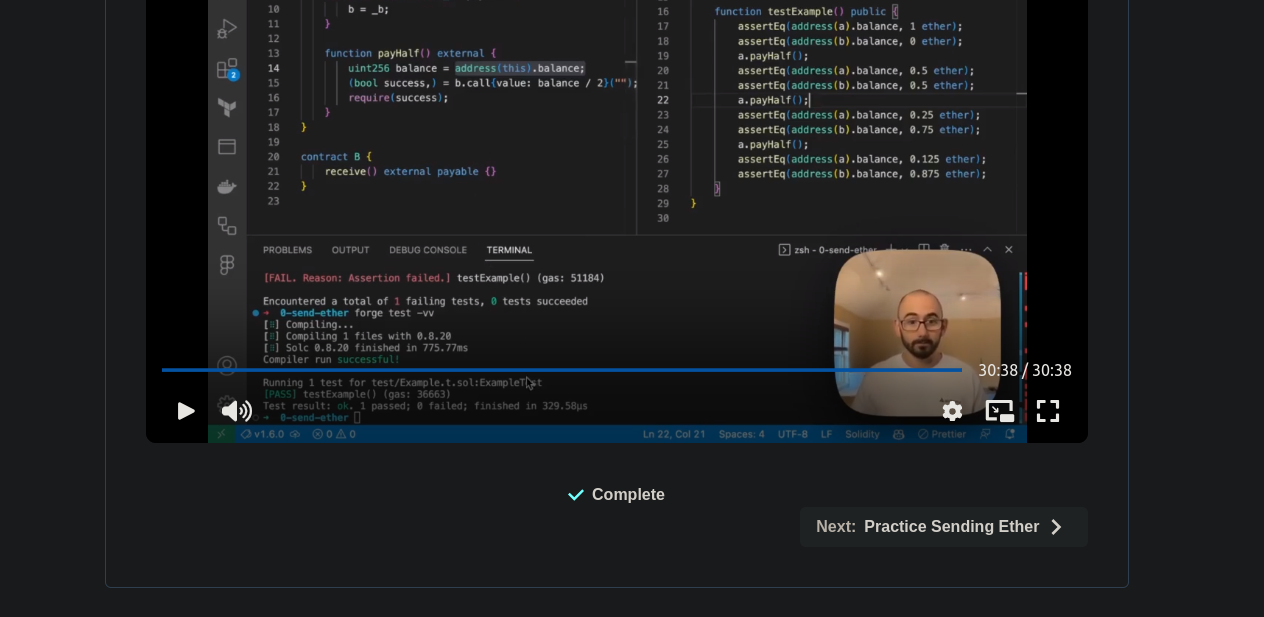 10 b = _b;
11 }
12
13 function payHalf() external {
14 uint256 balance = address(this).balance;
15 (bool success,) = b.call{value: balance / 2}("");
16 require(success);
17 }
18 }
19
20 contract B {
21 receive() external payable {}
22 }
23
16 function testExample() public {
17 assertEq(address(a).balance, 1 ether);
18 assertEq(address(b).balance, 0 ether);
19 a.payHalf();
20 assertEq(address(a).balance, 0.5 ether);
21 assertEq(address(b).balance, 0.5 ether);
22 a.payHalf();
23 assertEq(address(a).balance, 0.25 ether);
24 assertEq(address(b).balance, 0.75 ether);
25 a.payHalf();
26 assertEq(address(a).balance, 0.125 ether);
27 assertEq(address(b).balance, 0.875 ether);
28 }
29 }
30
2
PROBLEMS OUTPUT DEBUG CONSOLE TERMINAL zsh - 0-send-ether
[FAIL. Reason: Assertion failed.] testExample() (gas: 51184)
Encountered a total of 1 failing tests, 0 tests succeeded
➜ 0-send-ether forge test -vv
[⠃] Compiling...
[⠃] Compiling 1 files with 0.8.20
[⠃] Solc 0.8.20 finished in 775.77ms
Compiler run successful!
Running 1 test for test/Example.t.sol:ExampleTest
[PASS] testExample() (gas: 36663)
Test result: ok. 1 passed; 0 failed; finished in 329.58µs
➜ 0-send-ether
30:38 / 30:38
v1.6.0 0 0 Ln 22, Col 21 Spaces: 4 UTF-8 LF Solidity Prettier
Complete
Next: Practice Sending Ether